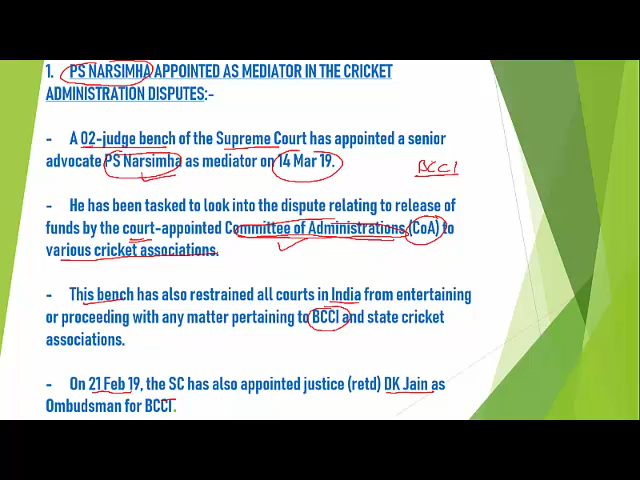 1. PS NARSIMHA APPOINTED AS MEDIATOR IN THE CRICKET
ADMINISTRATION DISPUTES:-
- A 02-judge bench of the Supreme Court has appointed a senior
advocate PS Narsimha as mediator on 14 Mar 19.
BCCI
- He has been tasked to look into the dispute relating to release of
funds by the court-appointed Committee of Administrations (CoA) to
various cricket associations.
- This bench has also restrained all courts in India from entertaining
or proceeding with any matter pertaining to BCCI and state cricket
associations.
- On 21 Feb 19, the SC has also appointed justice (retd) DK Jain as
Ombudsman for BCCI.